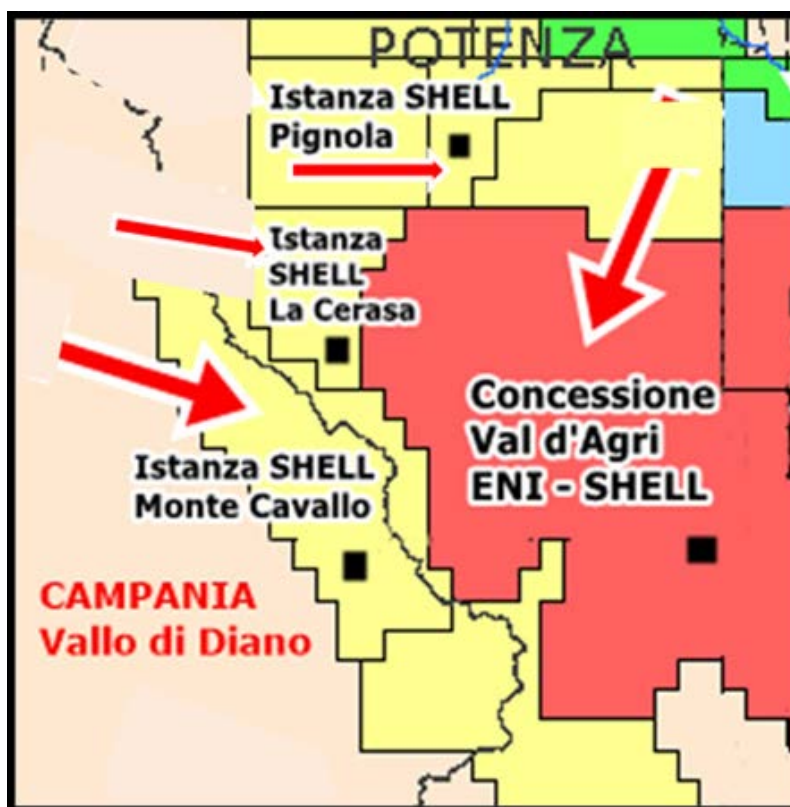 POTENZA
Istanza SHELL
Pignola
Istanza
SHELL
La Cerasa
Concessione
Val d'Agri
ENI - SHELL
Istanza SHELL
Monte Cavallo
CAMPANIA
Vallo di Diano